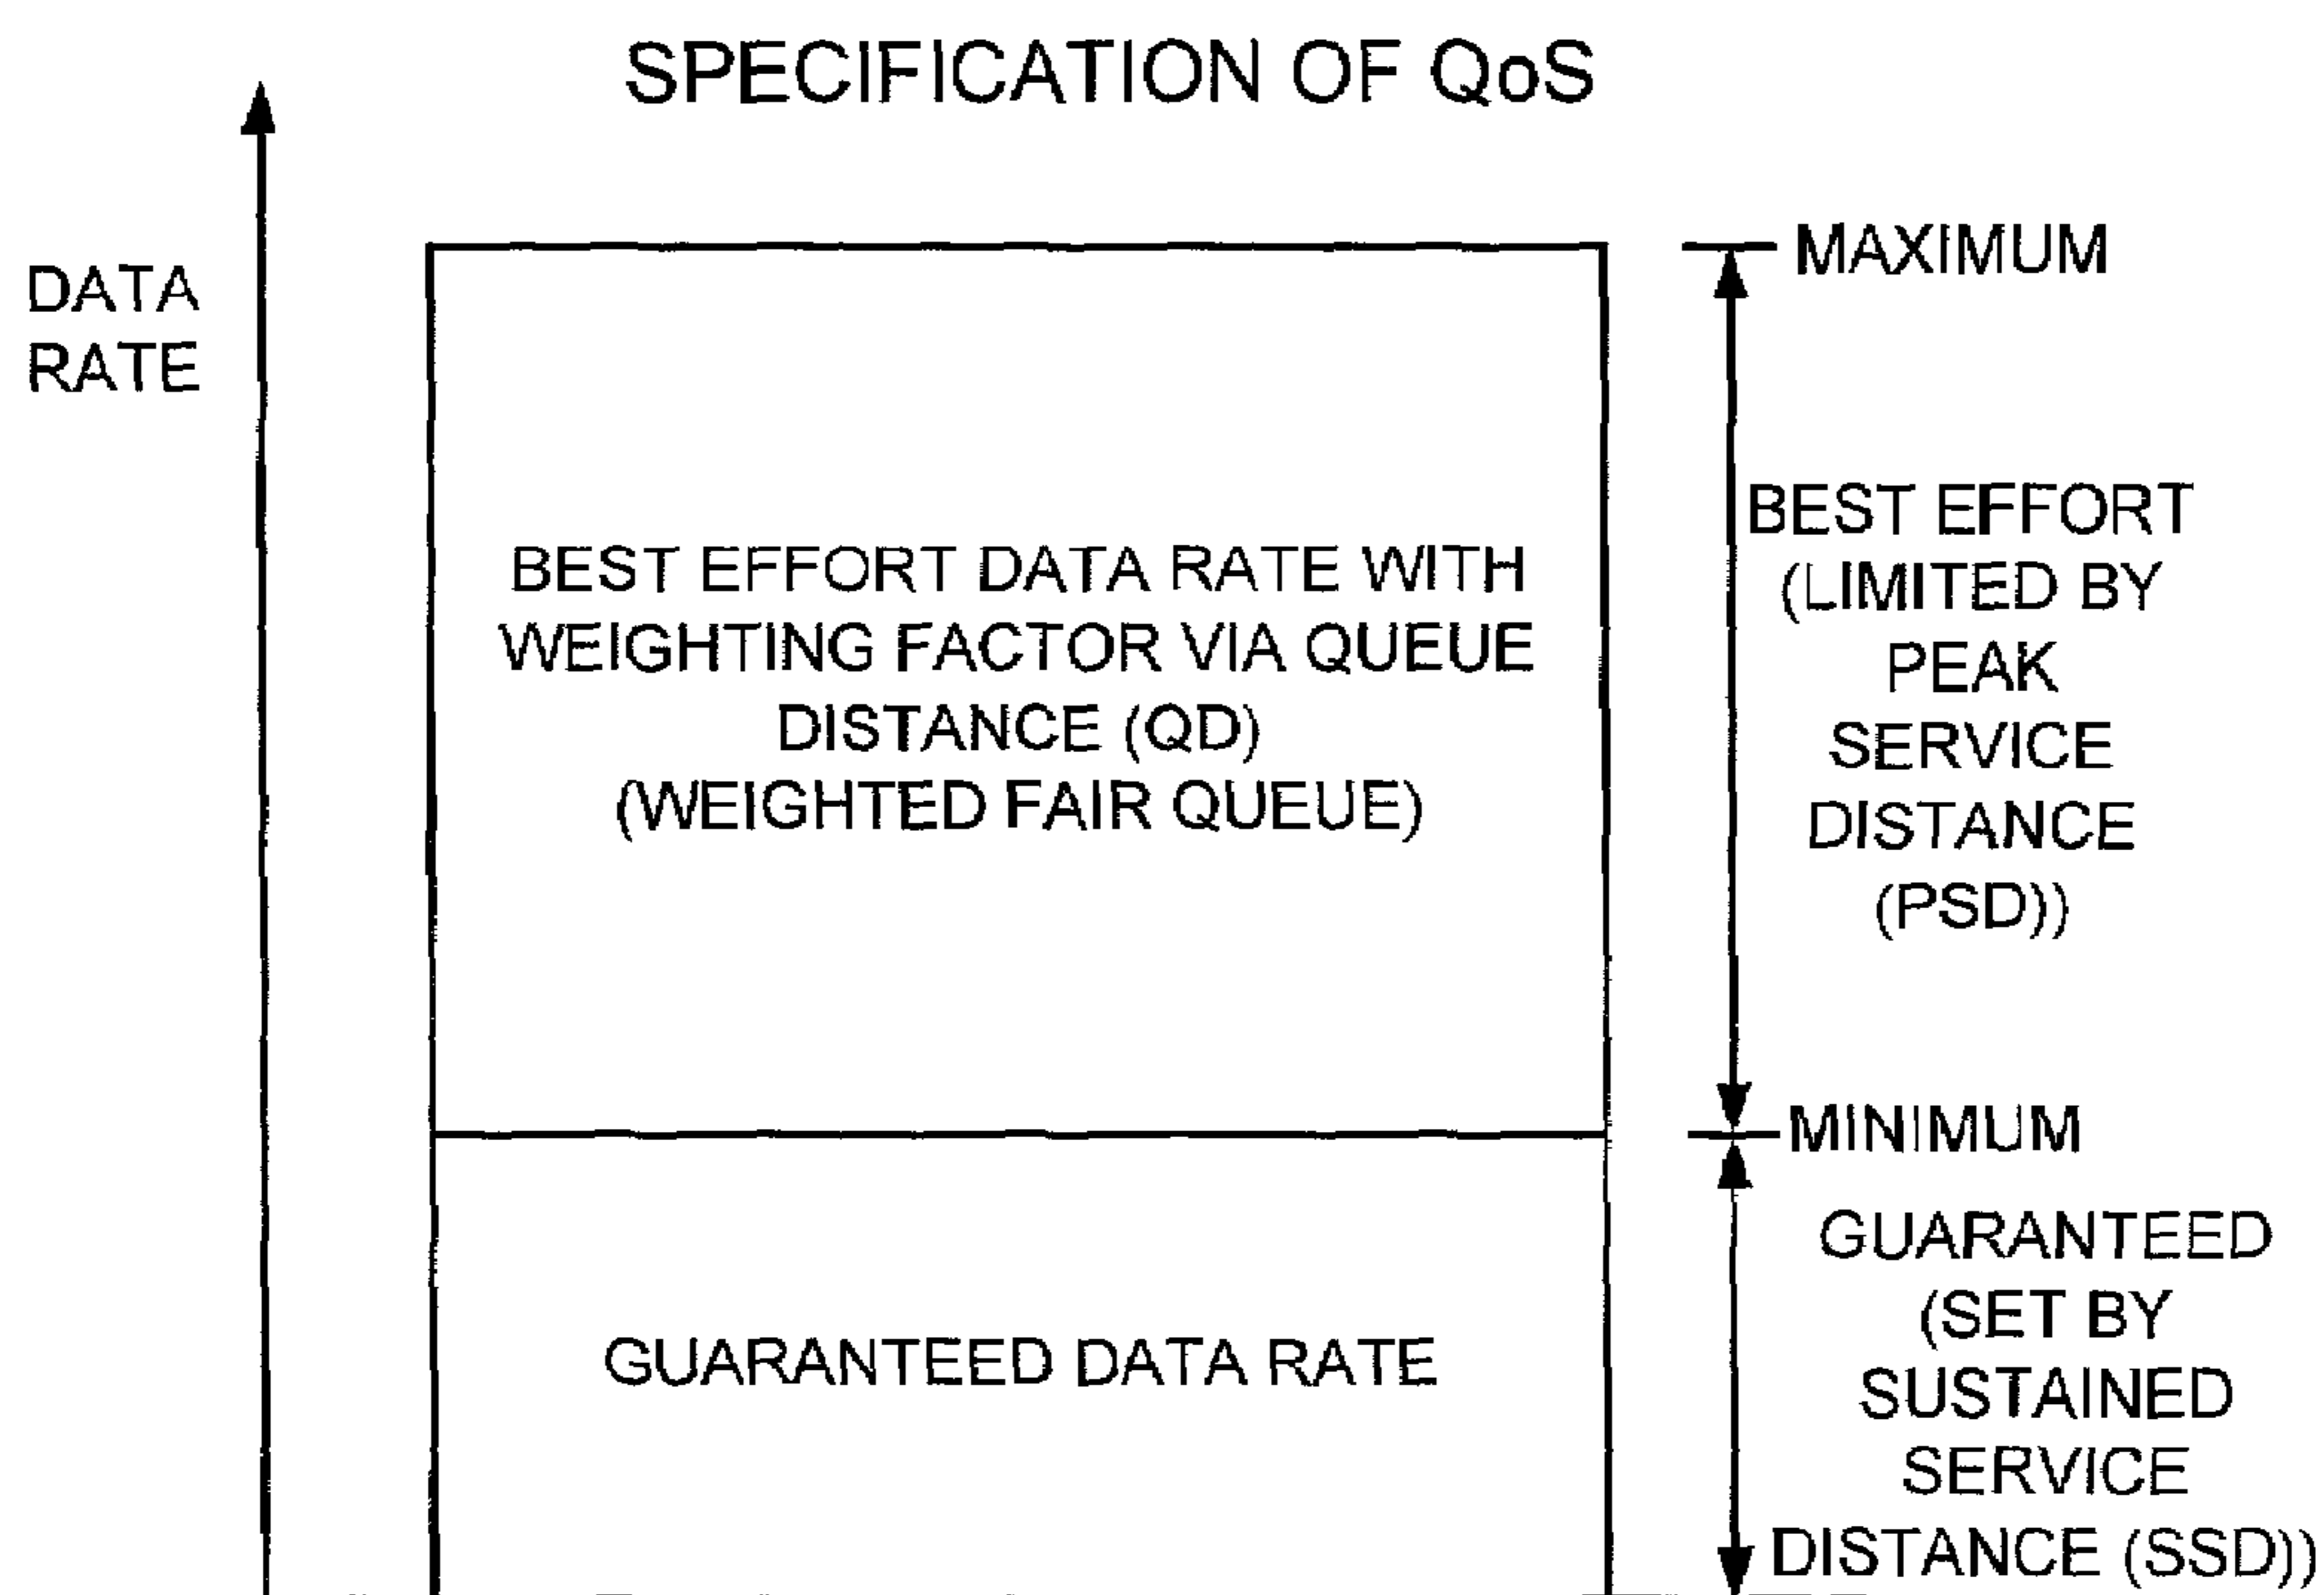 SPECIFICATION OF QoS
DATA
RATE
MAXIMUM
BEST EFFORT DATA RATE WITH
WEIGHTING FACTOR VIA QUEUE
DISTANCE (QD)
(WEIGHTED FAIR QUEUE)
BEST EFFORT
(LIMITED BY
PEAK
SERVICE
DISTANCE
(PSD))
MINIMUM
GUARANTEED DATA RATE
GUARANTEED
(SET BY
SUSTAINED
SERVICE
DISTANCE (SSD))